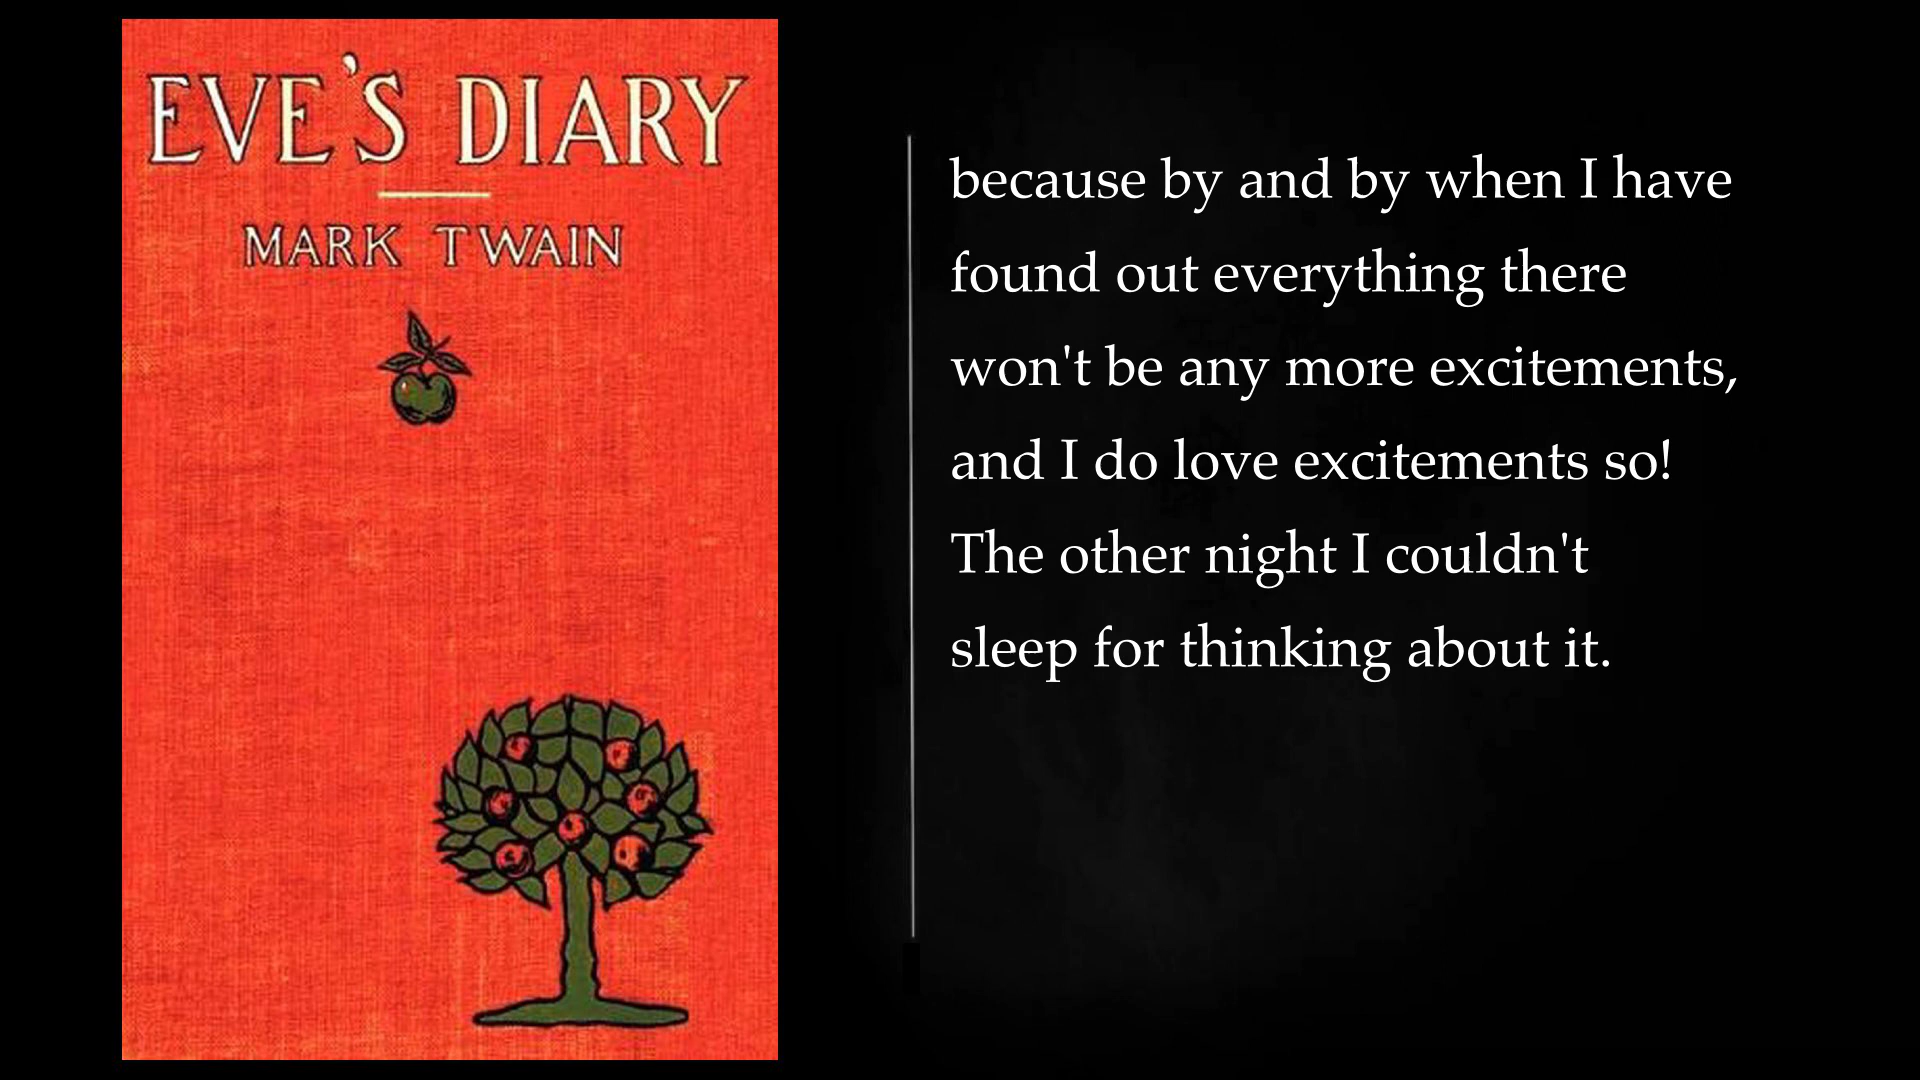 EVE'S DIARY
MARK TWAIN
because by and by when I have
found out everything there
won't be any more excitements,
and I do love excitements so!
The other night I couldn't
sleep for thinking about it.